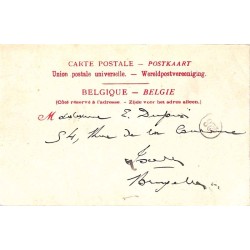 CARTE POSTALE — POSTKAART
Union postale universelle. — Wereldpostvereeniging.
BELGIQUE - BELGIE
(Côté réservé à l'adresse. - Zijde voor het adres alleen.)
Madame E. Dupuis
54, Rue de la
Bruxelles